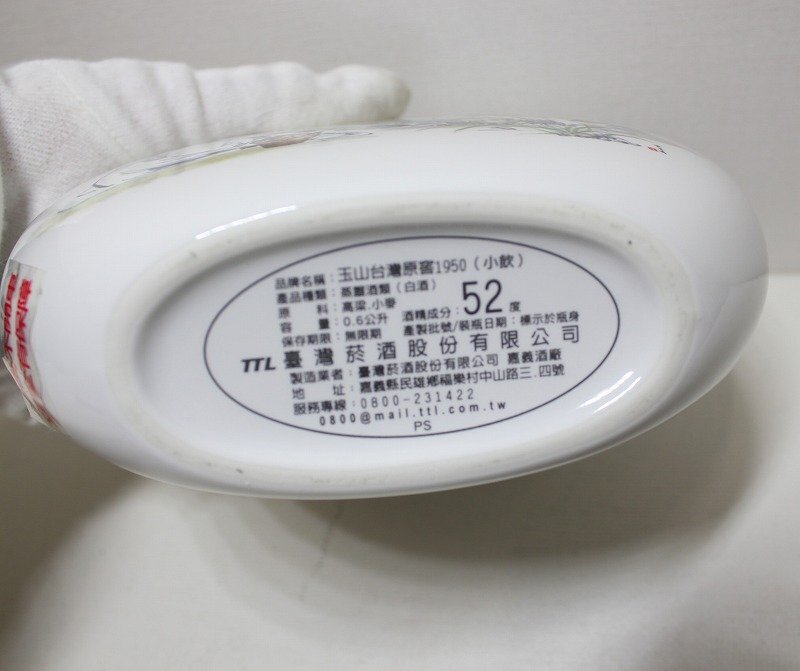 品牌名稱：玉山台灣原窖1950（小飲）
產品種類：蒸餾酒類（白酒）
原　　料：高粱.小麥
容　　量：0.6公升　酒精成分：52度
保存期限：無限期　產製批號/裝瓶日期：標示於瓶身
TTL 臺灣菸酒股份有限公司
製造業者：臺灣菸酒股份有限公司 嘉義酒廠
地　　址：嘉義縣民雄鄉福樂村中山路三.四號
服務專線：0800-231422
0800@mail.ttl.com.tw
PS